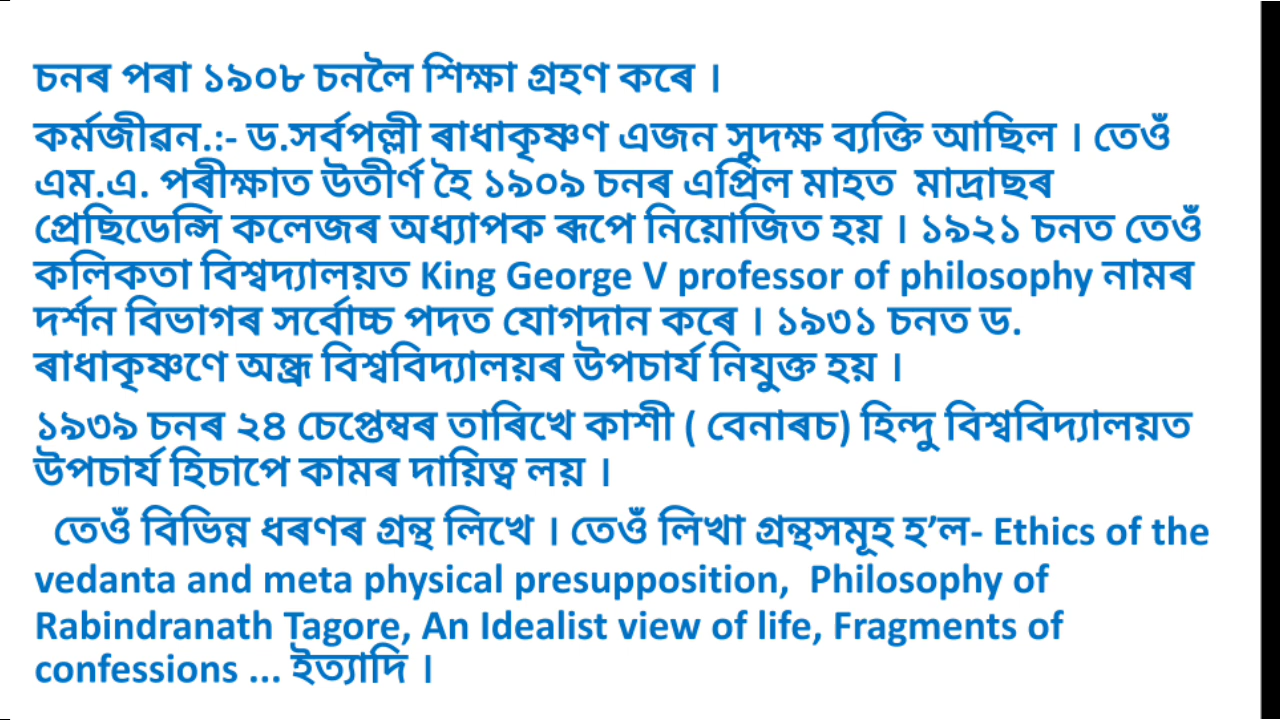 চনৰ পৰা ১৯০৮ চনলৈ শিক্ষা গ্ৰহণ কৰে ।
কৰ্মজীৱন.:- ড.সৰ্বপল্লী ৰাধাকৃষ্ণণ এজন সুদক্ষ ব্যক্তি আছিল । তেওঁ
এম.এ. পৰীক্ষাত উতীৰ্ণ হৈ ১৯০৯ চনৰ এপ্ৰিল মাহত  মাদ্ৰাছৰ
প্ৰেছিডেন্সি কলেজৰ অধ্যাপক ৰূপে নিয়োজিত হয় । ১৯২১ চনত তেওঁ
কলিকতা বিশ্বদ্যালয়ত King George V professor of philosophy নামৰ
দৰ্শন বিভাগৰ সৰ্বোচ্চ পদত যোগদান কৰে । ১৯৩১ চনত ড.
ৰাধাকৃষ্ণণে অন্ধ্ৰ বিশ্ববিদ্যালয়ৰ উপচাৰ্য নিযুক্ত হয় ।
১৯৩৯ চনৰ ২৪ চেপ্তেম্বৰ তাৰিখে কাশী ( বেনাৰচ) হিন্দু বিশ্ববিদ্যালয়ত
উপচাৰ্য হিচাপে কামৰ দায়িত্ব লয় ।
তেওঁ বিভিন্ন ধৰণৰ গ্ৰন্থ লিখে । তেওঁ লিখা গ্ৰন্থসমূহ হ’ল- Ethics of the
vedanta and meta physical presupposition,  Philosophy of
Rabindranath Tagore, An Idealist view of life, Fragments of
confessions ... ইত্যাদি ।